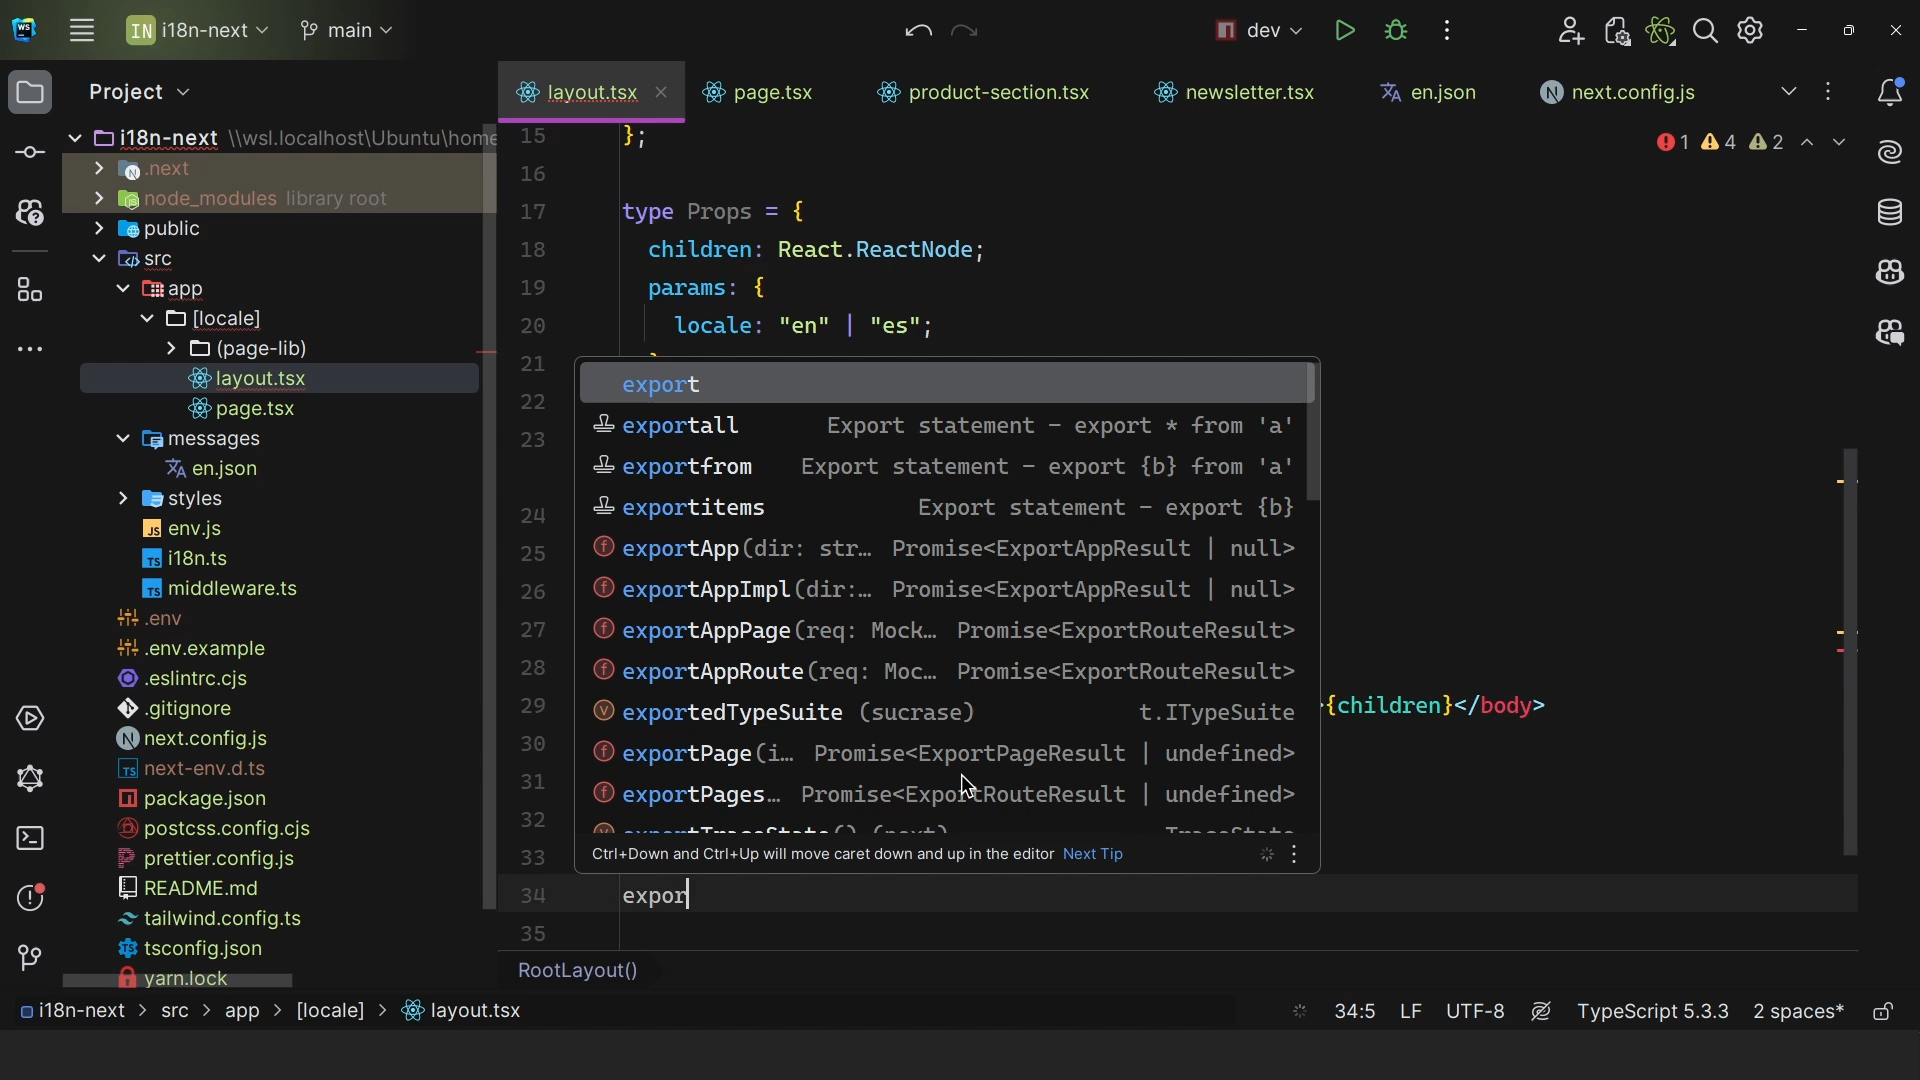 WS IN i18n-next main dev
Project
i18n-next \\wsl.localhost\Ubuntu\home
.next
node_modules library root
public
src
app
[locale]
(page-lib)
layout.tsx
page.tsx
messages
en.json
styles
env.js
i18n.ts
middleware.ts
.env
.env.example
.eslintrc.cjs
.gitignore
next.config.js
next-env.d.ts
package.json
postcss.config.cjs
prettier.config.js
README.md
tailwind.config.ts
tsconfig.json
yarn.lock
layout.tsx page.tsx product-section.tsx newsletter.tsx en.json next.config.js
1 4 2
15 };
16
17 type Props = {
18 children: React.ReactNode;
19 params: {
20 locale: "en" | "es";
21
22
23
24
25
26
27
28
29 {children}</body>
30
31
32
33
34 expor
35
export
exportall Export statement - export * from 'a'
exportfrom Export statement - export {b} from 'a'
exportitems Export statement - export {b}
exportApp(dir: str… Promise<ExportAppResult | null>
exportAppImpl(dir:… Promise<ExportAppResult | null>
exportAppPage(req: Mock… Promise<ExportRouteResult>
exportAppRoute(req: Moc… Promise<ExportRouteResult>
exportedTypeSuite (sucrase) t.ITypeSuite
exportPage(i… Promise<ExportPageResult | undefined>
exportPages… Promise<ExportRouteResult | undefined>
Ctrl+Down and Ctrl+Up will move caret down and up in the editor Next Tip
RootLayout()
i18n-next > src > app > [locale] > layout.tsx 34:5 LF UTF-8 TypeScript 5.3.3 2 spaces*